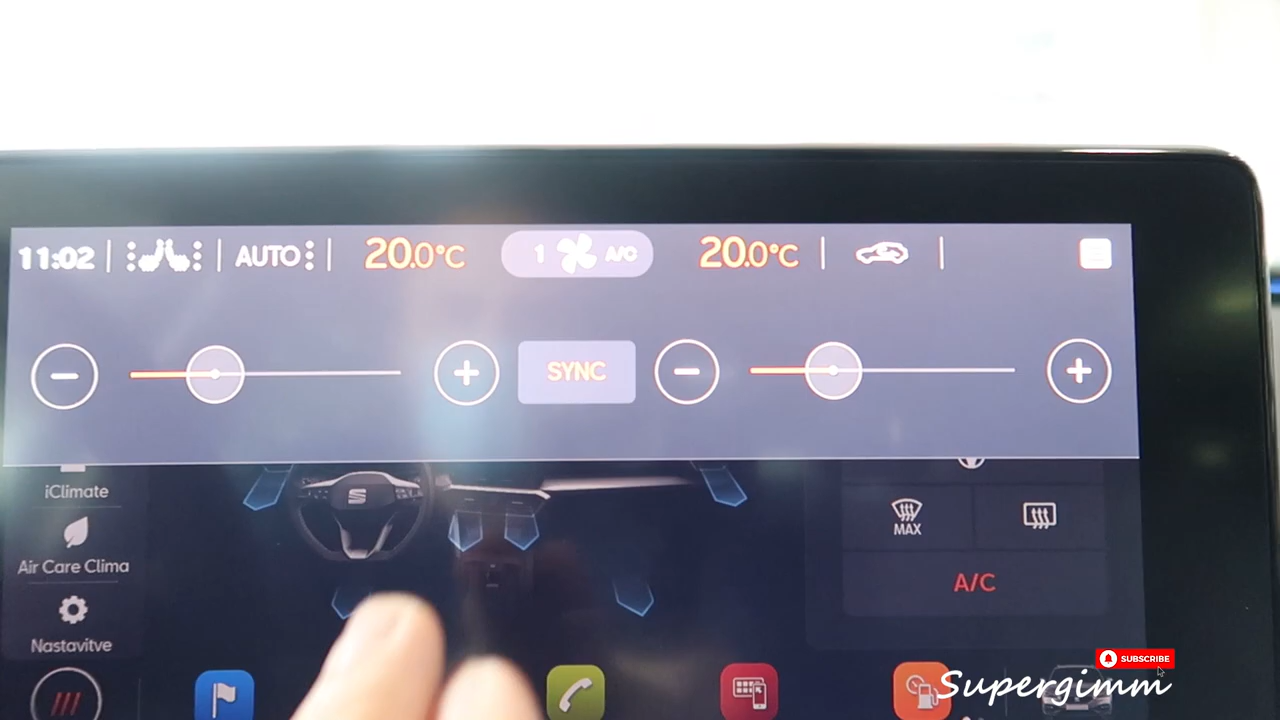 11:02 AUTO 20.0°C 1 A/C 20.0°C
SYNC
iClimate
MAX
Air Care Clima
A/C
Nastavitve
SUBSCRIBE
Supergimm